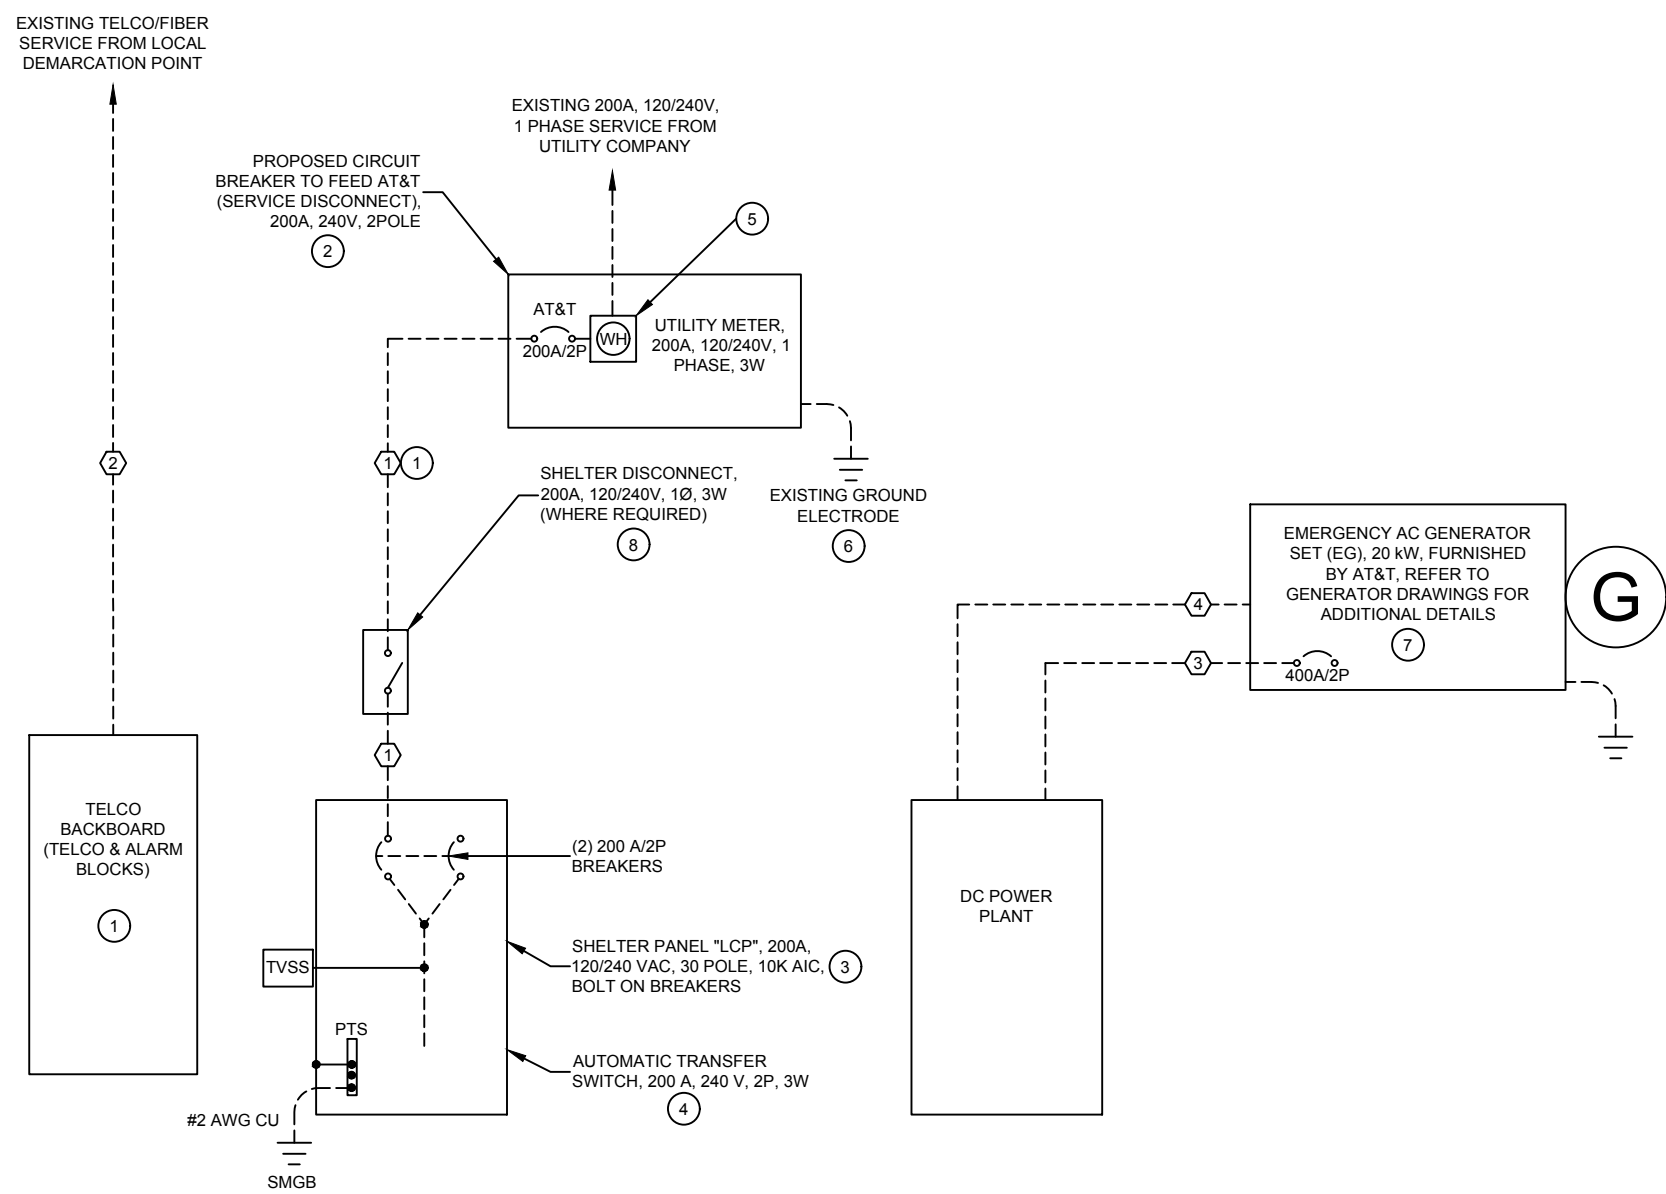 EXISTING TELCO/FIBER
SERVICE FROM LOCAL
DEMARCATION POINT
EXISTING 200A, 120/240V,
1 PHASE SERVICE FROM
UTILITY COMPANY
PROPOSED CIRCUIT
BREAKER TO FEED AT&T
(SERVICE DISCONNECT),
200A, 240V, 2POLE
2
5
AT&T
200A/2P
WH
UTILITY METER,
200A, 120/240V, 1
PHASE, 3W
2
1
1
SHELTER DISCONNECT,
200A, 120/240V, 1Ø, 3W
(WHERE REQUIRED)
8
EXISTING GROUND
ELECTRODE
6
EMERGENCY AC GENERATOR
SET (EG), 20 kW, FURNISHED
BY AT&T, REFER TO
GENERATOR DRAWINGS FOR
ADDITIONAL DETAILS
7
G
4
3
400A/2P
1
TELCO
BACKBOARD
(TELCO & ALARM
BLOCKS)
1
(2) 200 A/2P
BREAKERS
SHELTER PANEL "LCP", 200A,
120/240 VAC, 30 POLE, 10K AIC,
BOLT ON BREAKERS
3
TVSS
PTS
AUTOMATIC TRANSFER
SWITCH, 200 A, 240 V, 2P, 3W
4
#2 AWG CU
SMGB
DC POWER
PLANT